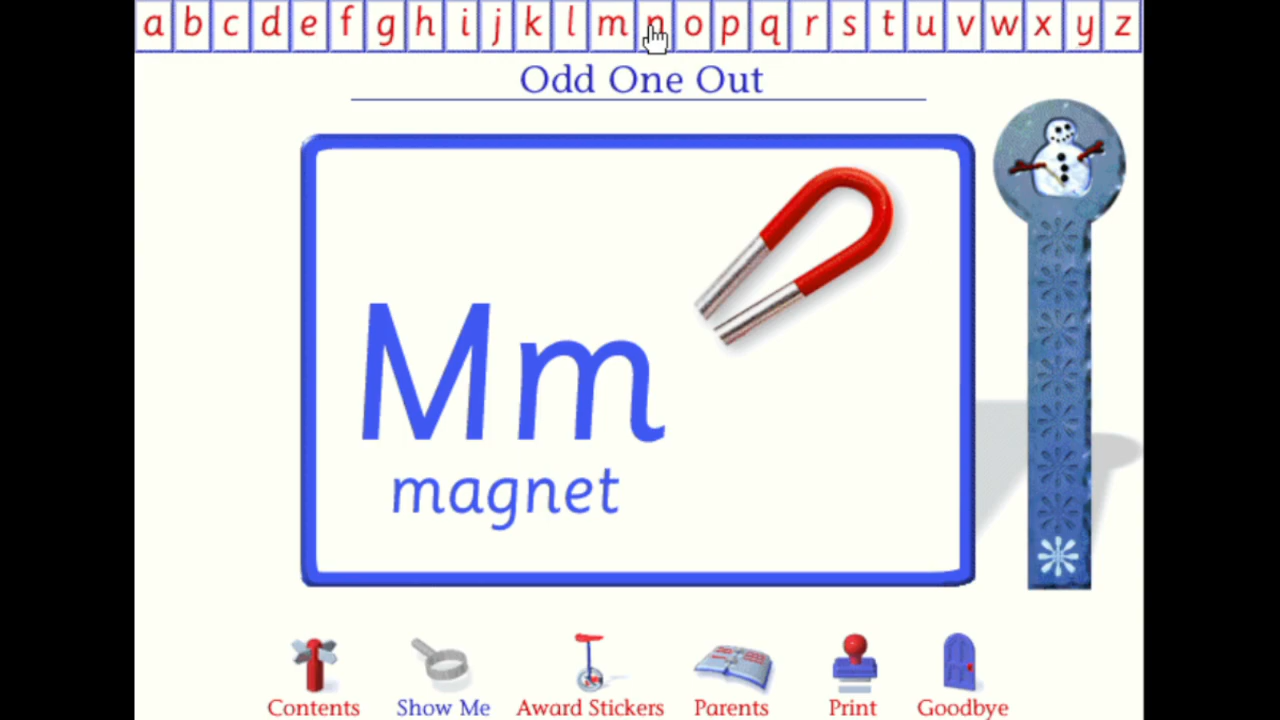 a b c d e f g h i j k l m n o p q r s t u v w x y z
Odd One Out
Mm
magnet
Contents Show Me Award Stickers Parents Print Goodbye